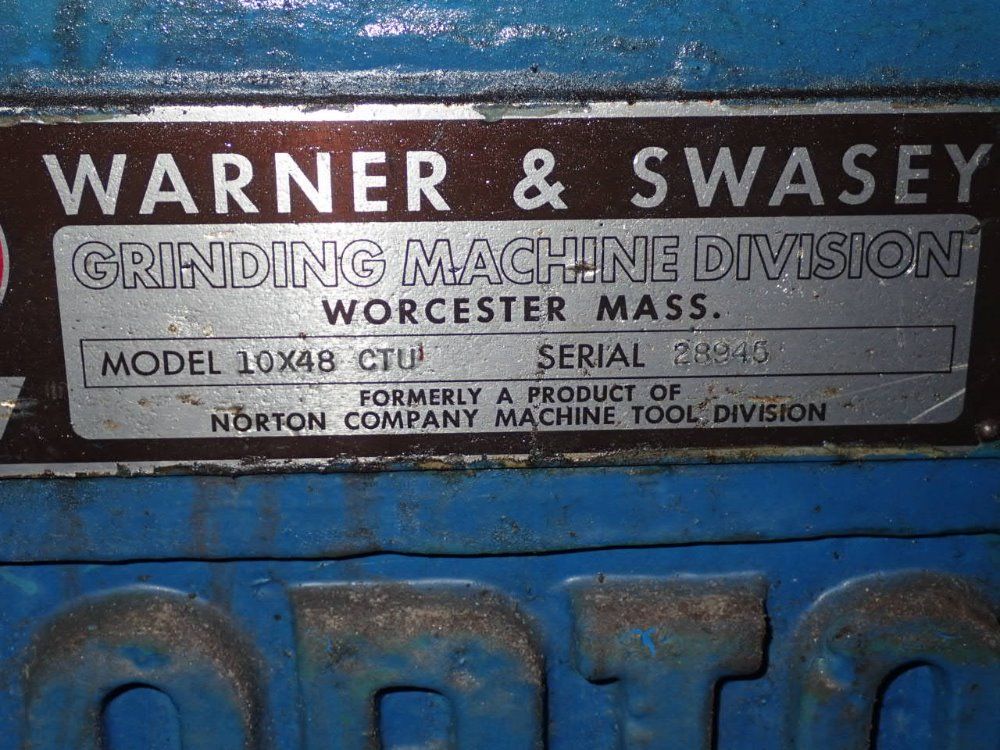 WARNER & SWASEY
GRINDING MACHINE DIVISION
WORCESTER MASS.
MODEL 10X48 CTU SERIAL 28945
FORMERLY A PRODUCT OF
NORTON COMPANY MACHINE TOOL DIVISION
ORTO